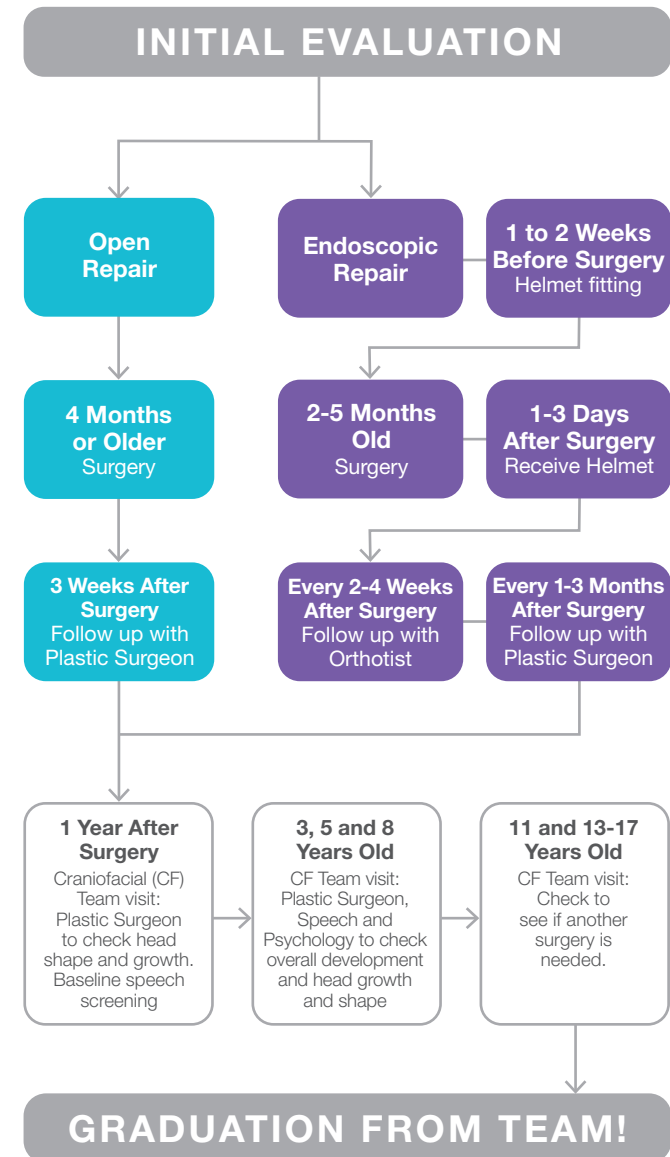 INITIAL EVALUATION
Open
Repair
Endoscopic
Repair
1 to 2 Weeks
Before Surgery
Helmet fitting
4 Months
or Older
Surgery
2-5 Months
Old
Surgery
1-3 Days
After Surgery
Receive Helmet
3 Weeks After
Surgery
Follow up with
Plastic Surgeon
Every 2-4 Weeks
After Surgery
Follow up with
Orthotist
Every 1-3 Months
After Surgery
Follow up with
Plastic Surgeon
1 Year After
Surgery
Craniofacial (CF)
Team visit:
Plastic Surgeon
to check head
shape and growth.
Baseline speech
screening
3, 5 and 8
Years Old
CF Team visit:
Plastic Surgeon,
Speech and
Psychology to check
overall development
and head growth
and shape
11 and 13-17
Years Old
CF Team visit:
Check to
see if another
surgery is
needed.
GRADUATION FROM TEAM!